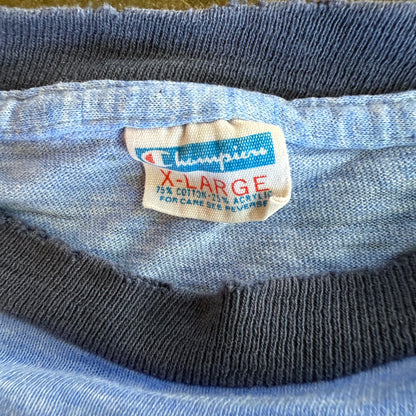 Champion
X-LARGE
75% COTTON-25% ACRYLIC
FOR CARE SEE REVERSE